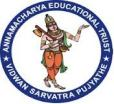 ANNAMACHARYA EDUCATIONAL TRUST
VIDWAN SARVATRA PUJYATHE